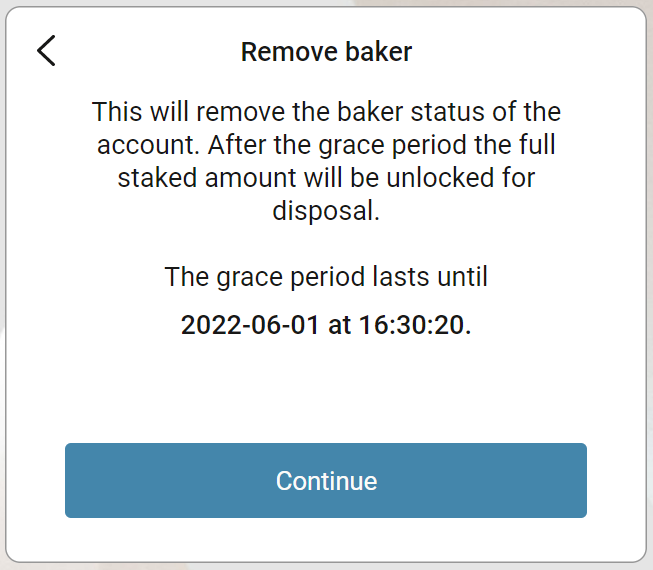 Remove baker
This will remove the baker status of the
account. After the grace period the full
staked amount will be unlocked for
disposal.
The grace period lasts until
2022-06-01 at 16:30:20.
Continue